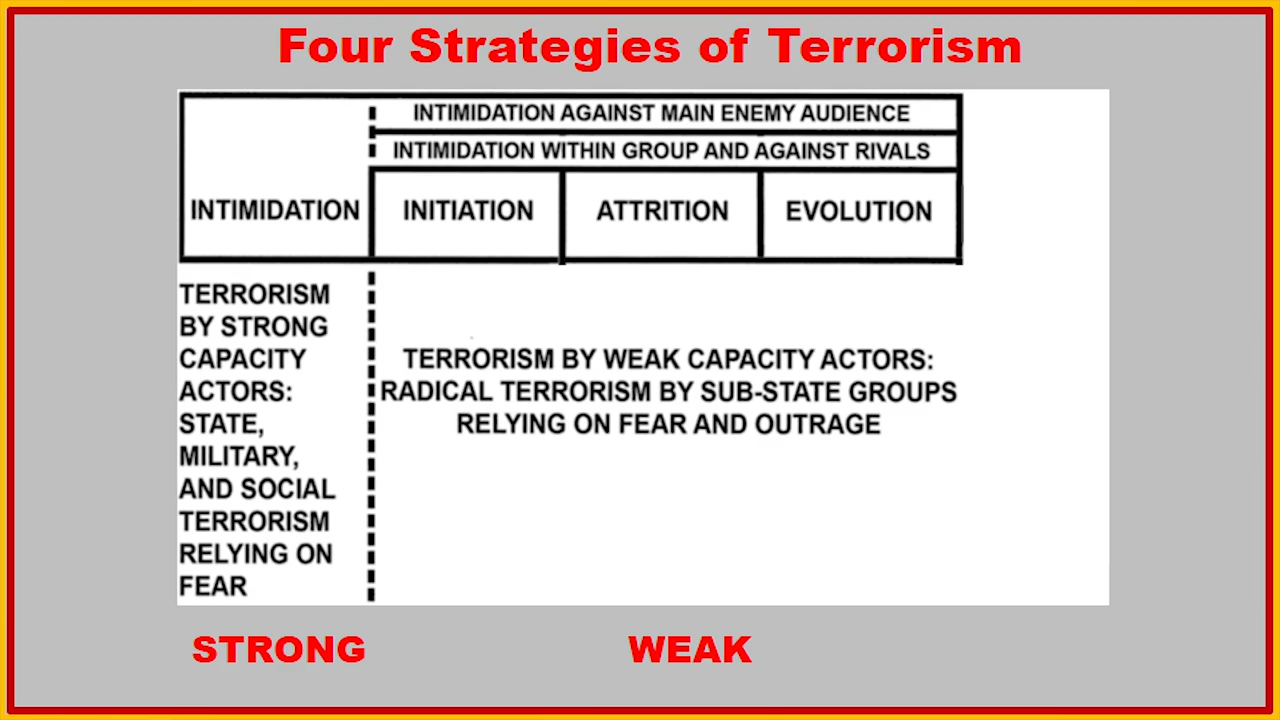 Four Strategies of Terrorism
INTIMIDATION AGAINST MAIN ENEMY AUDIENCE
INTIMIDATION WITHIN GROUP AND AGAINST RIVALS
INTIMIDATION
INITIATION
ATTRITION
EVOLUTION
TERRORISM
BY STRONG
CAPACITY
ACTORS:
STATE,
MILITARY,
AND SOCIAL
TERRORISM
RELYING ON
FEAR
TERRORISM BY WEAK CAPACITY ACTORS:
RADICAL TERRORISM BY SUB-STATE GROUPS
RELYING ON FEAR AND OUTRAGE
STRONG
WEAK